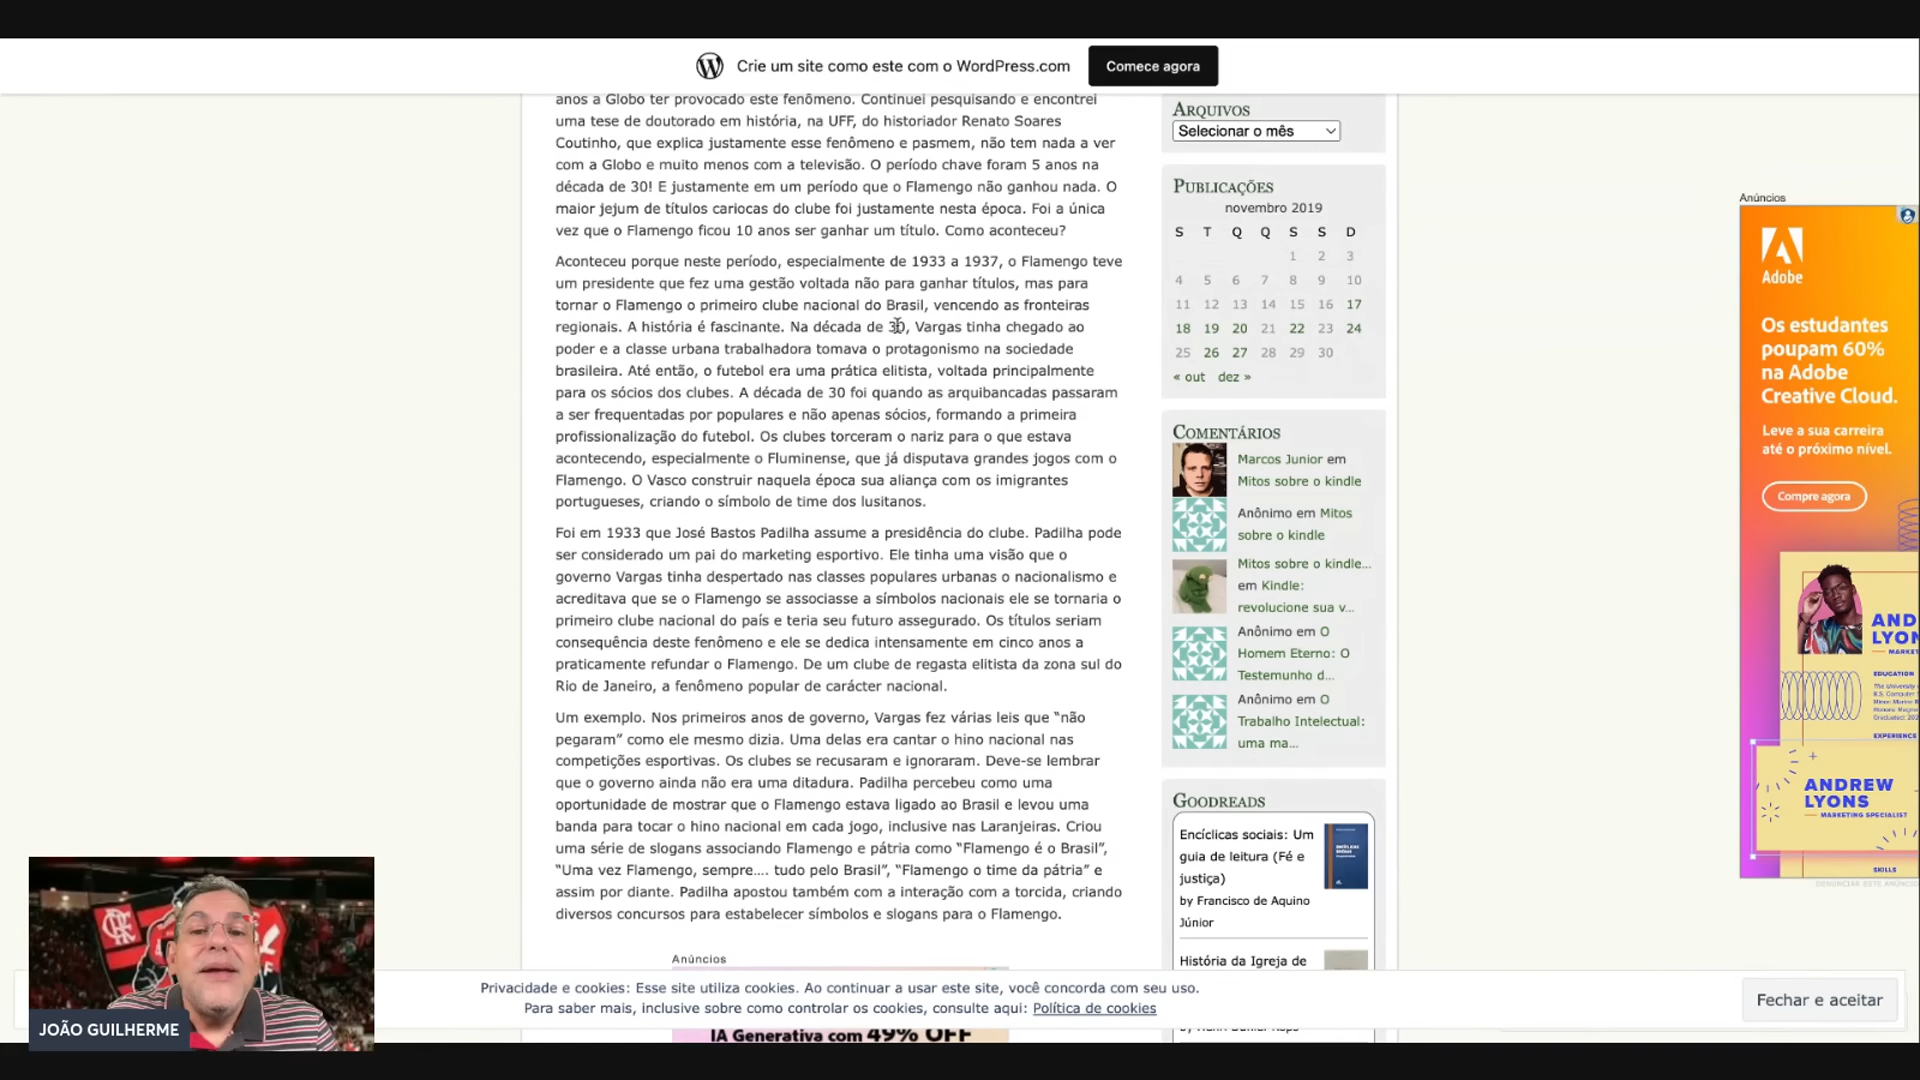 Crie um site como este com o WordPress.com
Comece agora
anos a Globo ter provocado este fenômeno. Continuei pesquisando e encontrei
uma tese de doutorado em história, na UFF, do historiador Renato Soares
Coutinho, que explica justamente esse fenômeno e pasmem, não tem nada a ver
com a Globo e muito menos com a televisão. O período chave foram 5 anos na
década de 30! E justamente em um período que o Flamengo não ganhou nada. O
maior jejum de títulos cariocas do clube foi justamente nesta época. Foi a única
vez que o Flamengo ficou 10 anos ser ganhar um título. Como aconteceu?
Aconteceu porque neste período, especialmente de 1933 a 1937, o Flamengo teve
um presidente que fez uma gestão voltada não para ganhar títulos, mas para
tornar o Flamengo o primeiro clube nacional do Brasil, vencendo as fronteiras
regionais. A história é fascinante. Na década de 30, Vargas tinha chegado ao
poder e a classe urbana trabalhadora tomava o protagonismo na sociedade
brasileira. Até então, o futebol era uma prática elitista, voltada principalmente
para os sócios dos clubes. A década de 30 foi quando as arquibancadas passaram
a ser frequentadas por populares e não apenas sócios, formando a primeira
profissionalização do futebol. Os clubes torceram o nariz para o que estava
acontecendo, especialmente o Fluminense, que já disputava grandes jogos com o
Flamengo. O Vasco construir naquela época sua aliança com os imigrantes
portugueses, criando o símbolo de time dos lusitanos.
Foi em 1933 que José Bastos Padilha assume a presidência do clube. Padilha pode
ser considerado um pai do marketing esportivo. Ele tinha uma visão que o
governo Vargas tinha despertado nas classes populares urbanas o nacionalismo e
acreditava que se o Flamengo se associasse a símbolos nacionais ele se tornaria o
primeiro clube nacional do país e teria seu futuro assegurado. Os títulos seriam
consequência deste fenômeno e ele se dedica intensamente em cinco anos a
praticamente refundar o Flamengo. De um clube de regasta elitista da zona sul do
Rio de Janeiro, a fenômeno popular de carácter nacional.
Um exemplo. Nos primeiros anos de governo, Vargas fez várias leis que “não
pegaram” como ele mesmo dizia. Uma delas era cantar o hino nacional nas
competições esportivas. Os clubes se recusaram e ignoraram. Deve-se lembrar
que o governo ainda não era uma ditadura. Padilha percebeu como uma
oportunidade de mostrar que o Flamengo estava ligado ao Brasil e levou uma
banda para tocar o hino nacional em cada jogo, inclusive nas Laranjeiras. Criou
uma série de slogans associando Flamengo e pátria como “Flamengo é o Brasil”,
“Uma vez Flamengo, sempre.... tudo pelo Brasil”, “Flamengo o time da pátria” e
assim por diante. Padilha apostou também com a interação com a torcida, criando
diversos concursos para estabelecer símbolos e slogans para o Flamengo.
Anúncios
IA Generativa com 49% OFF
Arquivos
Selecionar o mês
Publicações
novembro 2019
S T Q Q S S D
1 2 3
4 5 6 7 8 9 10
11 12 13 14 15 16 17
18 19 20 21 22 23 24
25 26 27 28 29 30
« out dez »
Comentários
Marcos Junior em
Mitos sobre o kindle
Anônimo em Mitos
sobre o kindle
Mitos sobre o kindle...
em Kindle:
revolucione sua v...
Anônimo em O
Homem Eterno: O
Testemunho d...
Anônimo em O
Trabalho Intelectual:
uma ma...
Goodreads
Encíclicas sociais: Um
guia de leitura (Fé e
justiça)
by Francisco de Aquino
Júnior
História da Igreja de
Anúncios
Adobe
Os estudantes
poupam 60%
na Adobe
Creative Cloud.
Leve a sua carreira
até o próximo nível.
Compre agora
AND
LYON
MARKET
EDUCATION
EXPERIENCE
ANDREW
LYONS
MARKETING SPECIALIST
SKILLS
DENUNCIAR ESTE ANÚNCIO
Privacidade e cookies: Esse site utiliza cookies. Ao continuar a usar este site, você concorda com seu uso.
Para saber mais, inclusive sobre como controlar os cookies, consulte aqui: Política de cookies
Fechar e aceitar
JOÃO GUILHERME